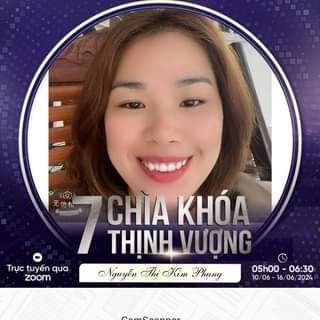 7 CHÌA KHÓA
THỊNH VƯỢNG
Trực tuyến qua
zoom
Nguyễn Thị Kim Phụng
05h00 - 06:30
10/06 - 16/06/2024
CamScanner